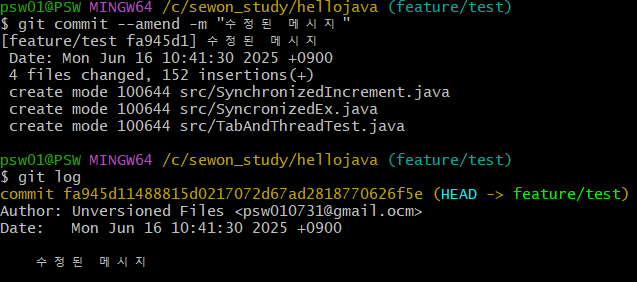 psw01@PSW MINGW64 /c/sewon_study/hellojava (feature/test)
$ git commit --amend -m "수정된 메시지"
[feature/test fa945d1] 수정된 메시지
 Date: Mon Jun 16 10:41:30 2025 +0900
 4 files changed, 152 insertions(+)
 create mode 100644 src/SynchronizedIncrement.java
 create mode 100644 src/SyncronizedEx.java
 create mode 100644 src/TabAndThreadTest.java
psw01@PSW MINGW64 /c/sewon_study/hellojava (feature/test)
$ git log
commit fa945d11488815d0217072d67ad2818770626f5e (HEAD -> feature/test)
Author: Unversioned Files <psw010731@gmail.ocm>
Date:   Mon Jun 16 10:41:30 2025 +0900
    수정된 메시지